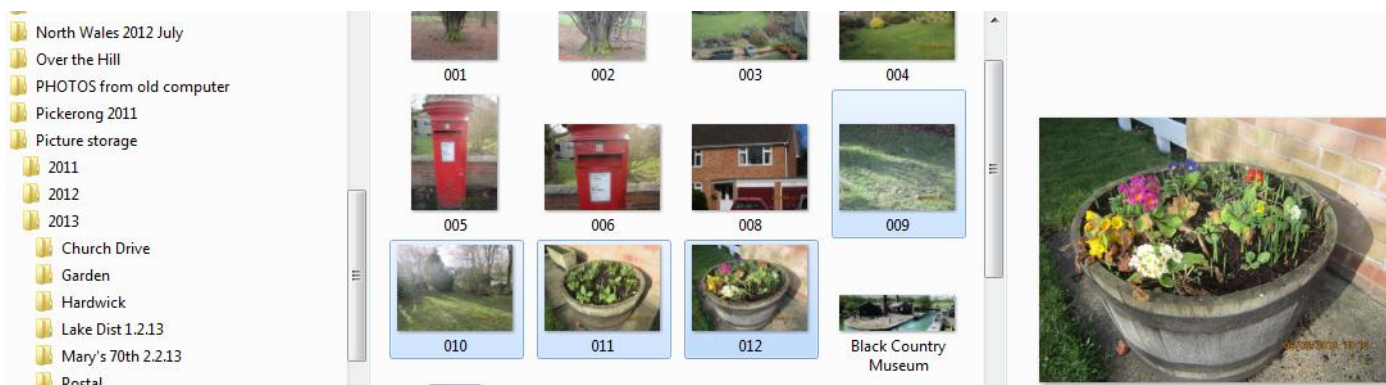 North Wales 2012 July
Over the Hill
PHOTOS from old computer
Pickerong 2011
Picture storage
2011
2012
2013
Church Drive
Garden
Hardwick
Lake Dist 1.2.13
Mary's 70th 2.2.13
Postal
001 002 003 004
005 006 008 009
010 011 012 Black Country
Museum